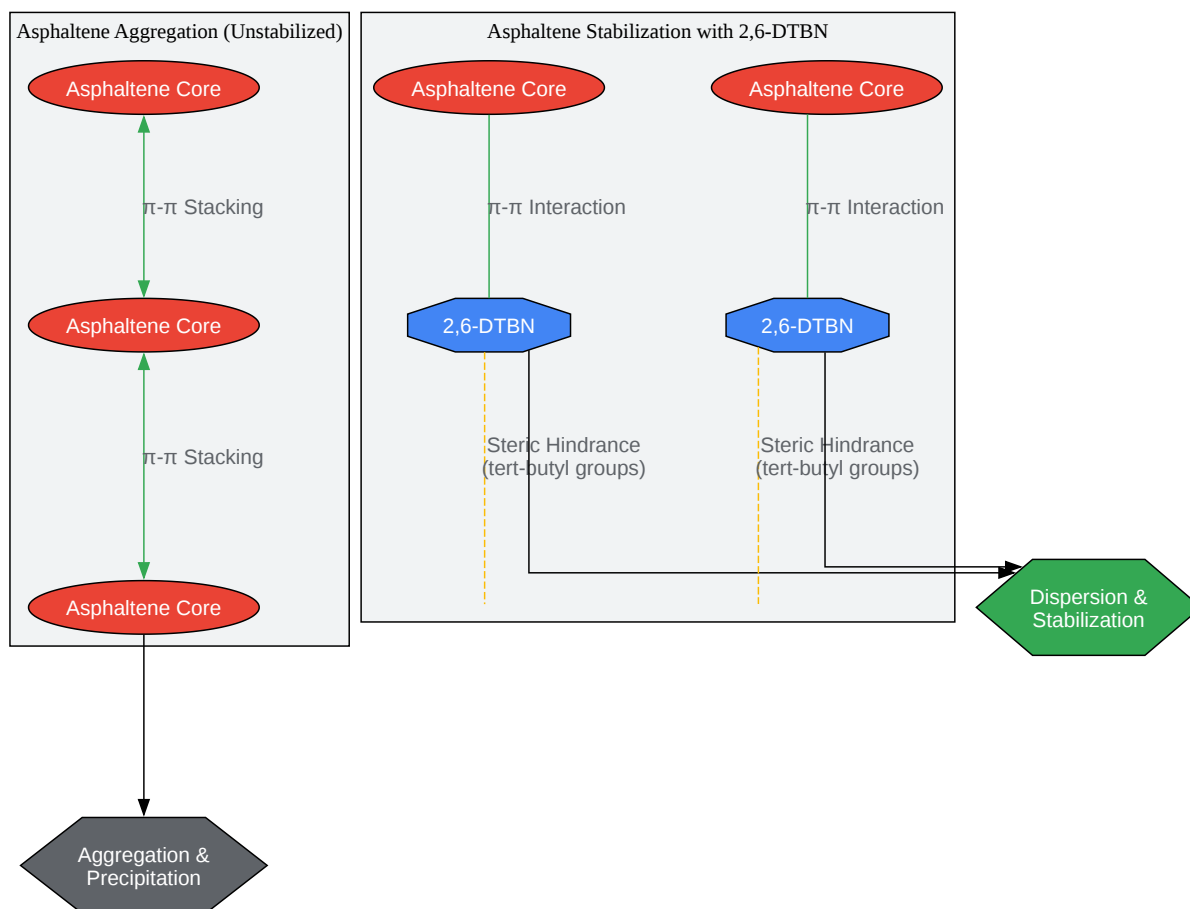 Asphaltene Aggregation (Unstabilized)
Asphaltene Core
π-π Stacking
Asphaltene Core
π-π Stacking
Asphaltene Core
Aggregation &
Precipitation
Asphaltene Stabilization with 2,6-DTBN
Asphaltene Core
Asphaltene Core
π-π Interaction
π-π Interaction
2,6-DTBN
2,6-DTBN
Steric Hindrance
(tert-butyl groups)
Steric Hindrance
(tert-butyl groups)
Dispersion &
Stabilization